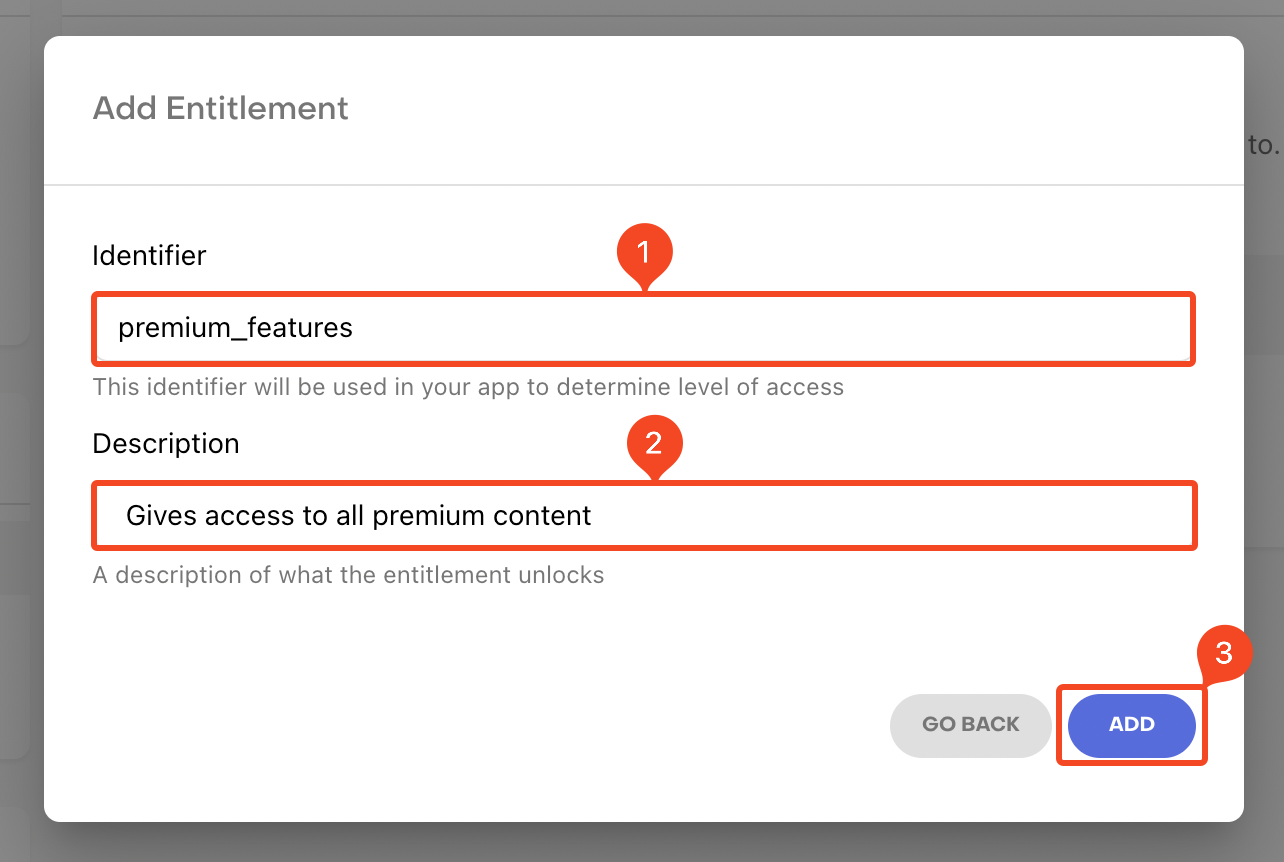 Add Entitlement
to.
Identifier
1
premium_features
This identifier will be used in your app to determine level of access
Description
2
Gives access to all premium content
A description of what the entitlement unlocks
3
GO BACK
ADD